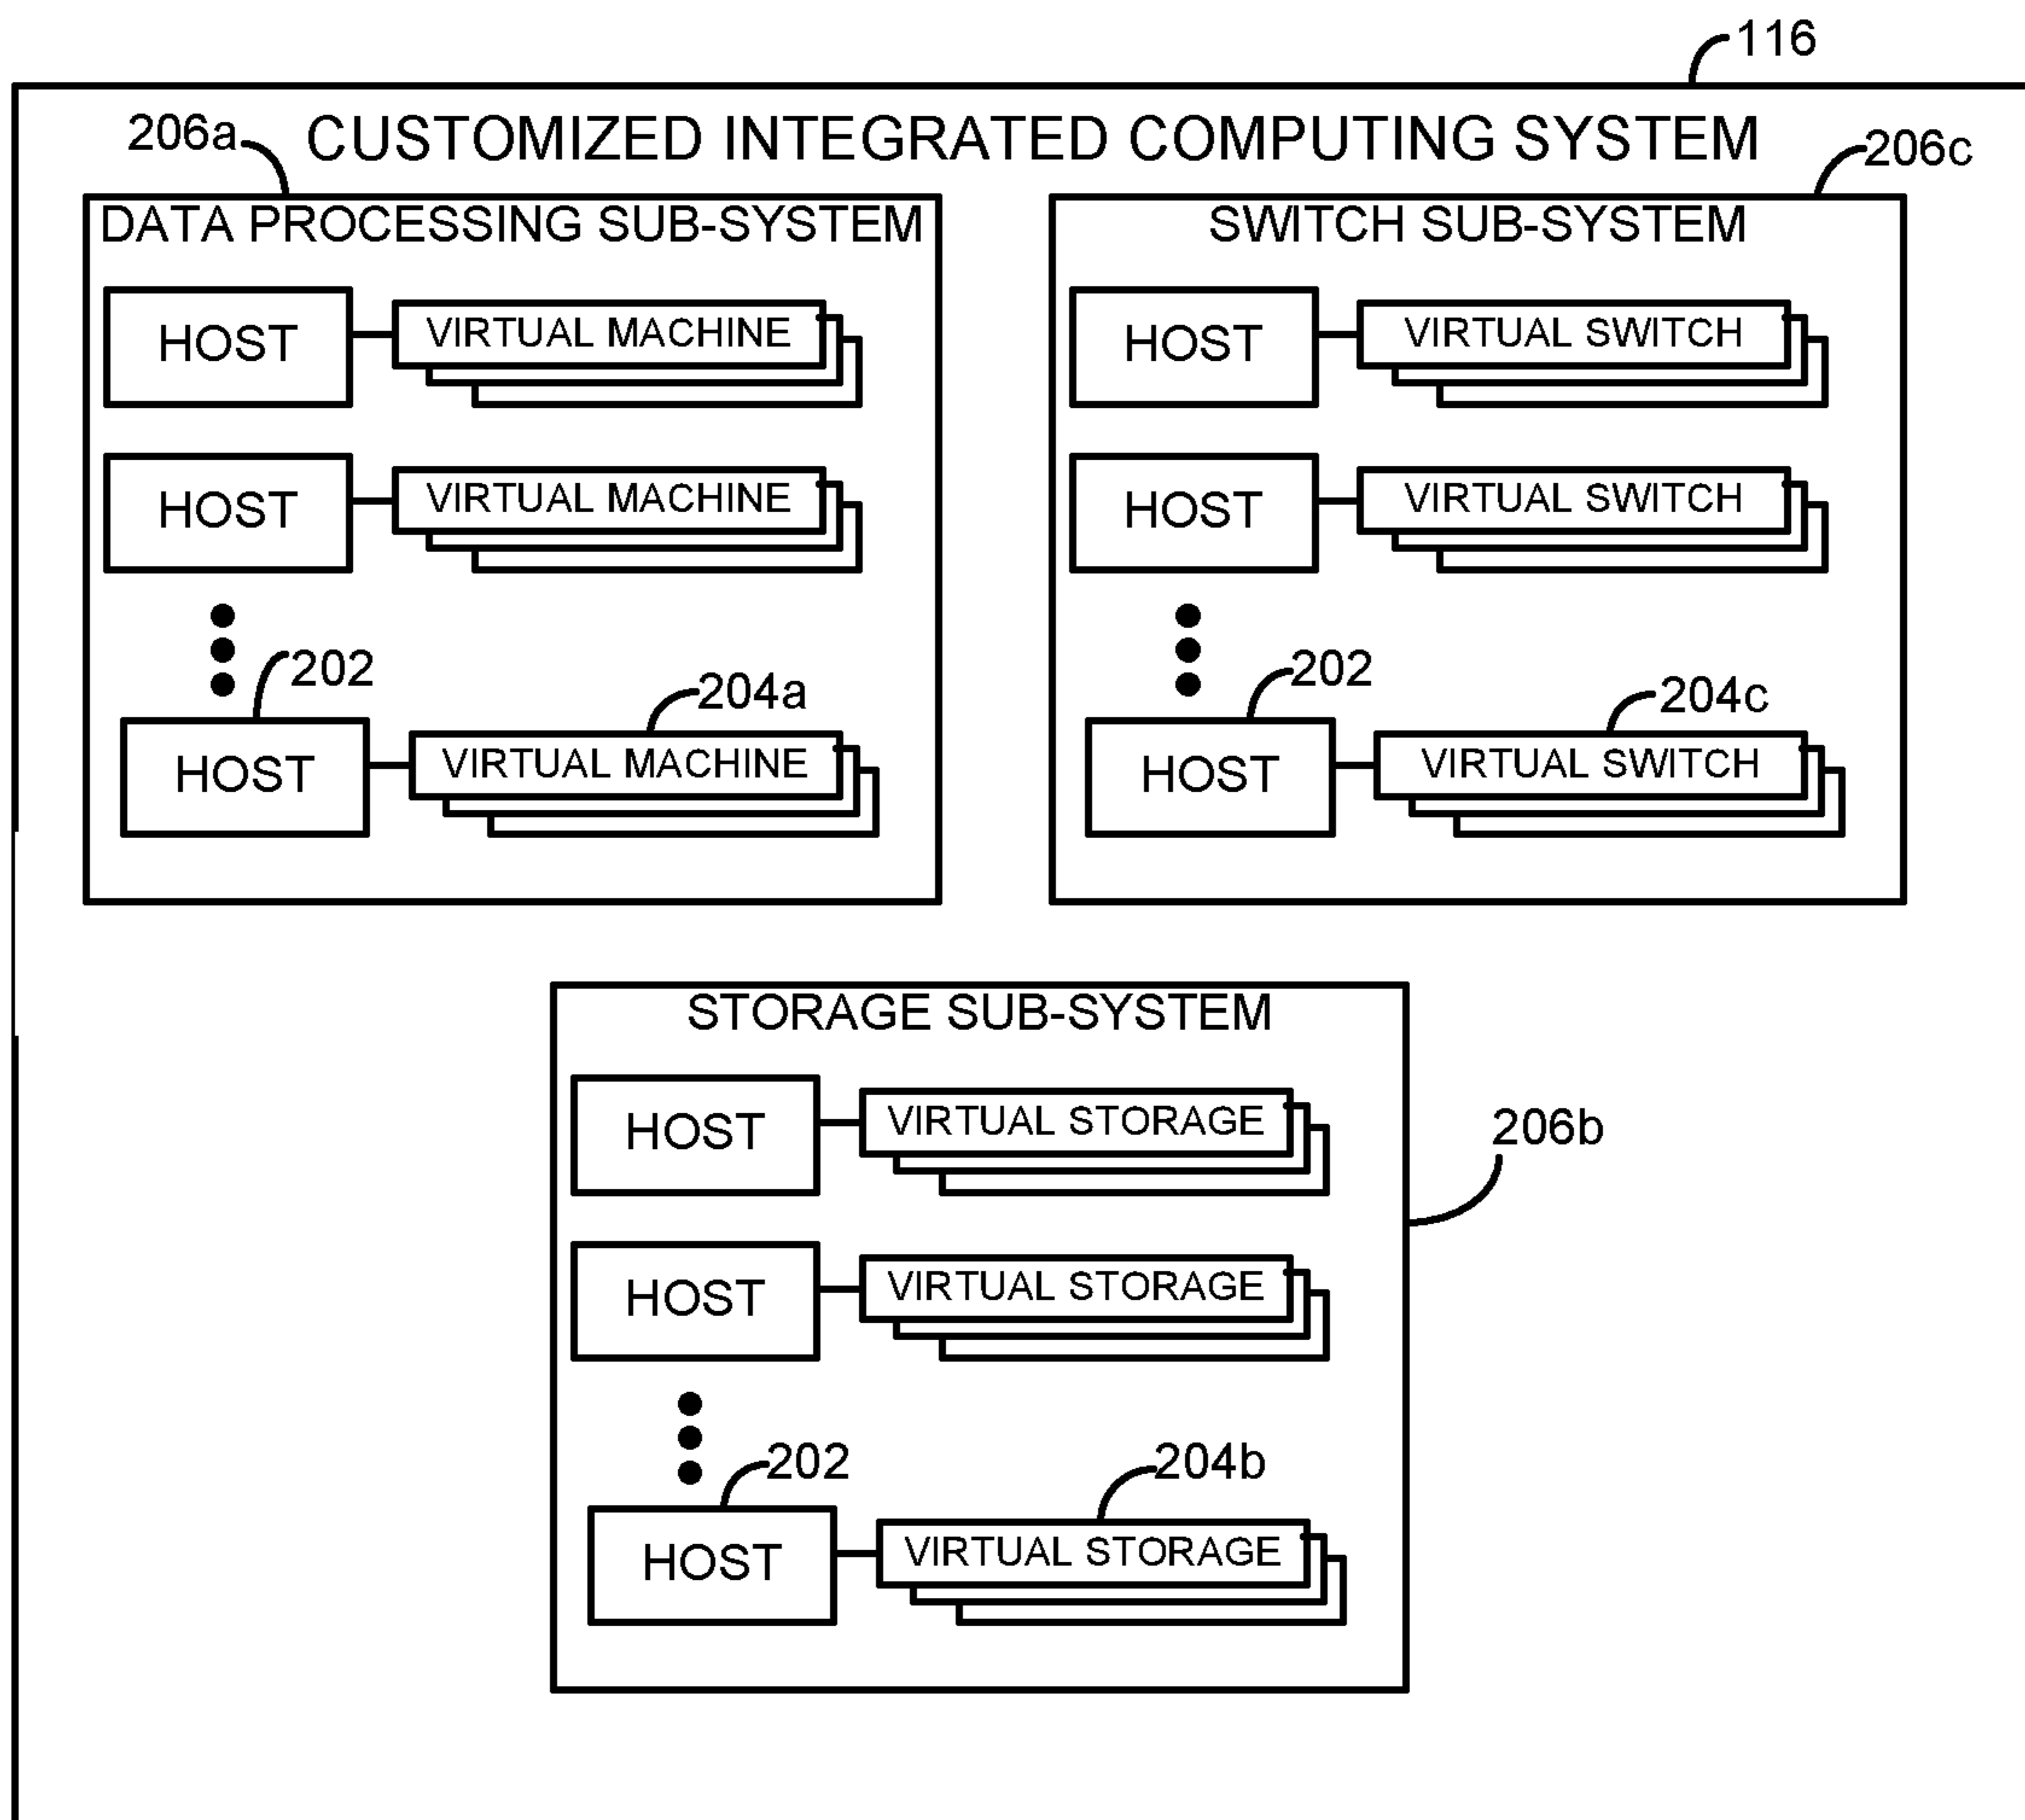 116
CUSTOMIZED INTEGRATED COMPUTING SYSTEM
206a
206c
DATA PROCESSING SUB-SYSTEM
HOST
VIRTUAL MACHINE
HOST
VIRTUAL MACHINE
202
204a
HOST
VIRTUAL MACHINE
SWITCH SUB-SYSTEM
HOST
VIRTUAL SWITCH
HOST
VIRTUAL SWITCH
202
204c
HOST
VIRTUAL SWITCH
STORAGE SUB-SYSTEM
206b
HOST
VIRTUAL STORAGE
HOST
VIRTUAL STORAGE
202
204b
HOST
VIRTUAL STORAGE